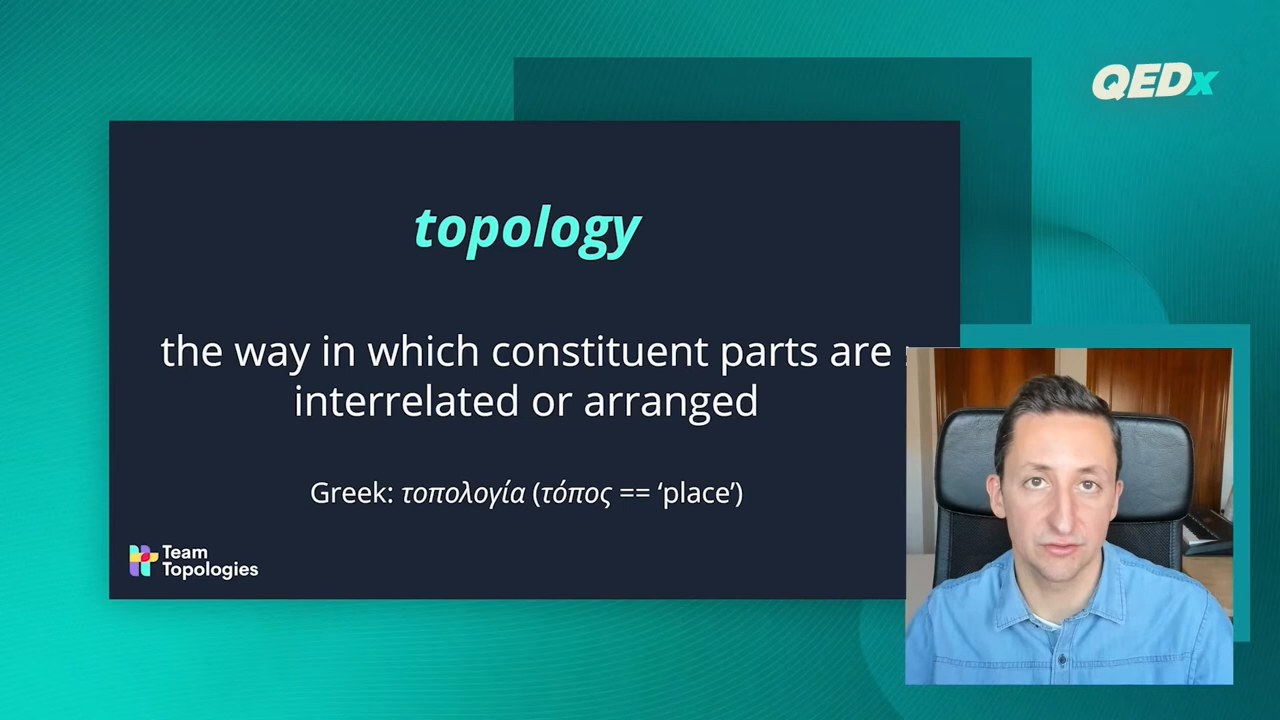 QEDx
topology
the way in which constituent parts are
interrelated or arranged
Greek: τοπολογία (τόπος == ‘place’)
Team
Topologies